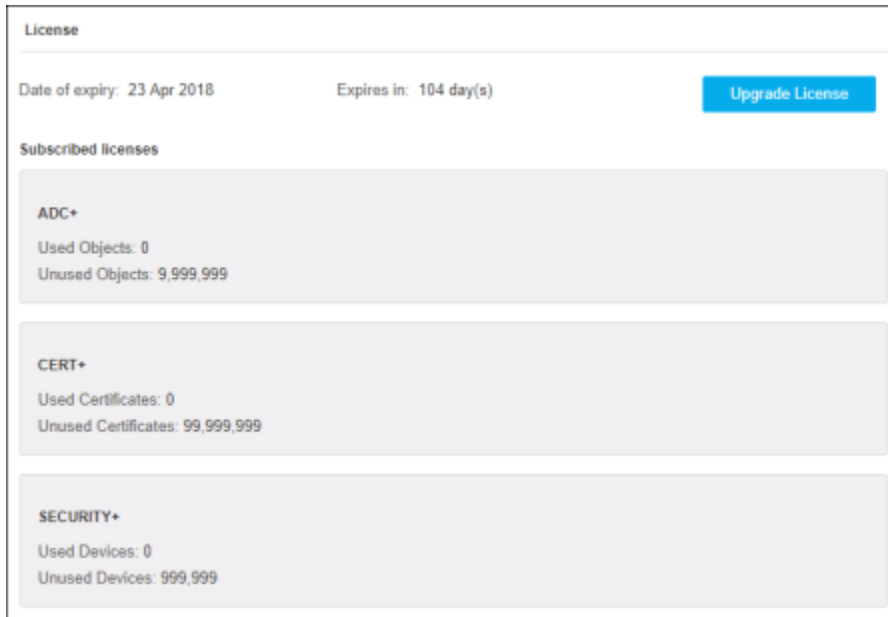 License
Date of expiry: 23 Apr 2018 Expires in: 104 day(s) Upgrade License
Subscribed licenses
ADC+
Used Objects: 0
Unused Objects: 9,999,999
CERT+
Used Certificates: 0
Unused Certificates: 99,999,999
SECURITY+
Used Devices: 0
Unused Devices: 999,999